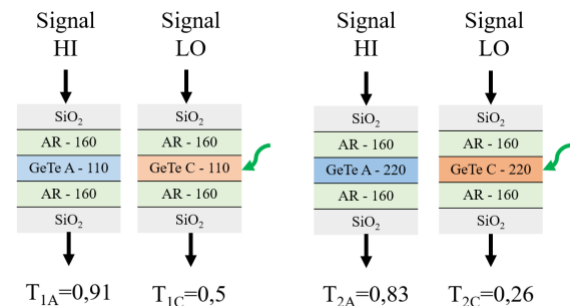 Signal Signal Signal Signal
HI LO HI LO
SiO₂ SiO₂ SiO₂ SiO₂
AR - 160 AR - 160 AR - 160 AR - 160
GeTe A - 110 GeTe C - 110 GeTe A - 220 GeTe C - 220
AR - 160 AR - 160 AR - 160 AR - 160
SiO₂ SiO₂ SiO₂ SiO₂
T₁A=0,91 T₁C=0,5 T₂A=0,83 T₂C=0,26